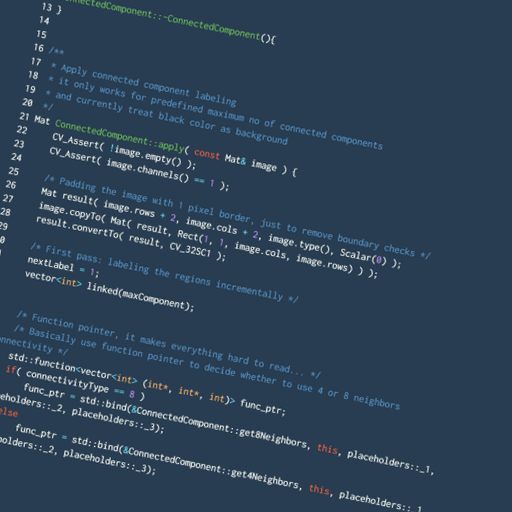 ConnectedComponent::~ConnectedComponent(){
13 }
14
15
16 /**
17 * Apply connected component labeling
18 * it only works for predefined maximum no of connected components
19 * and currently treat black color as background
20 */
21 Mat ConnectedComponent::apply( const Mat& image ) {
22 CV_Assert( !image.empty() );
23 CV_Assert( image.channels() == 1 );
24
25 /* Padding the image with 1 pixel border, just to remove boundary checks */
26 Mat result( image.rows + 2, image.cols + 2, image.type(), Scalar(0) );
27 image.copyTo( Mat( result, Rect(1, 1, image.cols, image.rows) ) );
28 result.convertTo( result, CV_32SC1 );
29
0 /* First pass: labeling the regions incrementally */
nextLabel = 1;
vector<int> linked(maxComponent);
/* Function pointer, it makes everything hard to read... */
/* Basically use function pointer to decide whether to use 4 or 8 neighbors
onnectivity */
std::function<vector<int> (int*, int*, int)> func_ptr;
if( connectivityType == 8 )
func_ptr = std::bind(&ConnectedComponent::get8Neighbors, this, placeholders::_1,
eholders::_2, placeholders::_3);
else
func_ptr = std::bind(&ConnectedComponent::get4Neighbors, this, placeholders::_1
holders::_2, placeholders::_3);